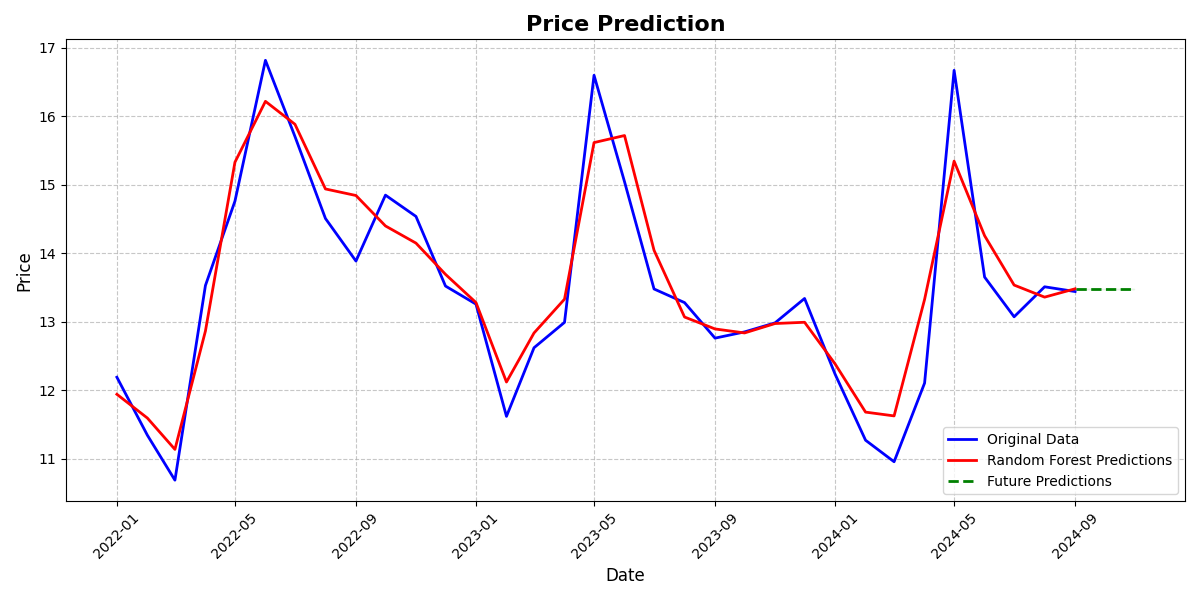 Price Prediction
Price
17
16
15
14
13
12
11
Original Data
Random Forest Predictions
Future Predictions
2022-01
2022-05
2022-09
2023-01
2023-05
2023-09
2024-01
2024-05
2024-09
Date